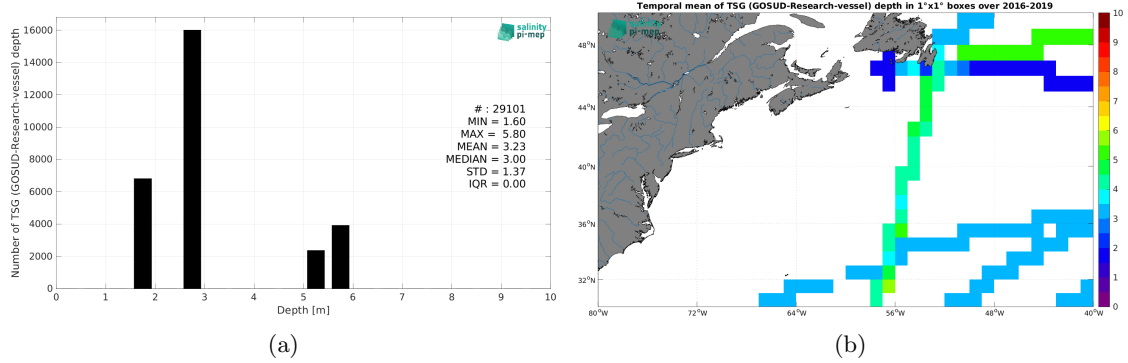 salinity
pi-mep
Number of TSG (GOSUD-Research-vessel) depth
16000
14000
12000
10000
8000
6000
4000
2000
0
# : 29101
MIN = 1.60
MAX = 5.80
MEAN = 3.23
MEDIAN = 3.00
STD = 1.37
IQR = 0.00
0 1 2 3 4 5 6 7 8 9 10
Depth [m]
(a)
Temporal mean of TSG (GOSUD-Research-vessel) depth in 1°x1° boxes over 2016-2019
salinity
pi-mep
48°N
44°N
40°N
36°N
32°N
80°W 72°W 64°W 56°W 48°W 40°W
10
9
8
7
6
5
4
3
2
1
0
(b)